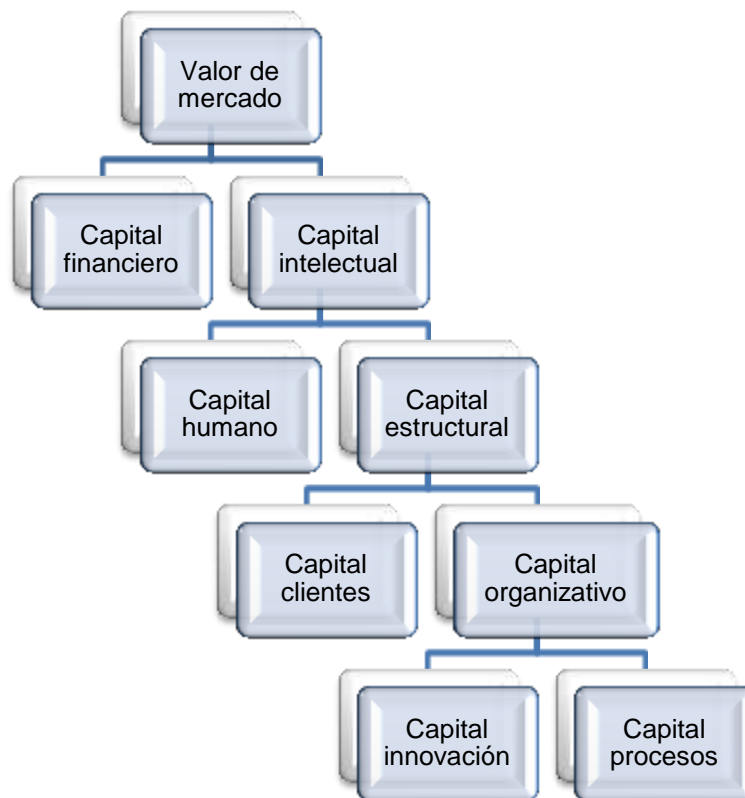 Valor de
mercado
Capital
financiero
Capital
intelectual
Capital
humano
Capital
estructural
Capital
clientes
Capital
organizativo
Capital
innovación
Capital
procesos